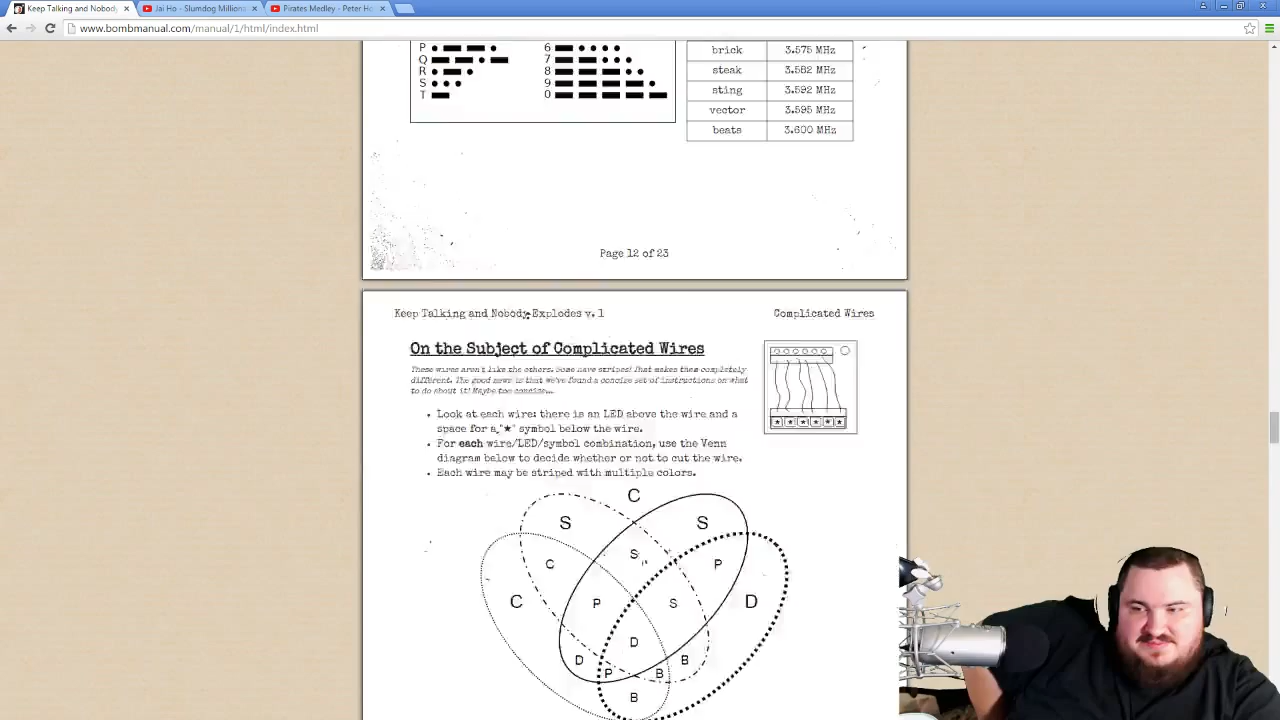 Keep Talking and Nobody
Jai Ho - Slumdog Million
Pirates Medley - Peter Ho
www.bombmanual.com/manual/1/html/index.html
P
Q
R
S
T
6
7
8
9
0
brick 3.575 MHz
steak 3.582 MHz
sting 3.592 MHz
vector 3.595 MHz
beats 3.600 MHz
Page 12 of 23
Keep Talking and Nobody Explodes v. 1
Complicated Wires
On the Subject of Complicated Wires
These wires aren't like the others. Some have stripes! That makes them completely
different. The good news is that we've found a concise set of instructions on what
to do about it! Maybe too concise...
• Look at each wire: there is an LED above the wire and a
space for a "★" symbol below the wire.
• For each wire/LED/symbol combination, use the Venn
diagram below to decide whether or not to cut the wire.
• Each wire may be striped with multiple colors.
C
S S
S
C P
C P S D
D
D B
P B
B